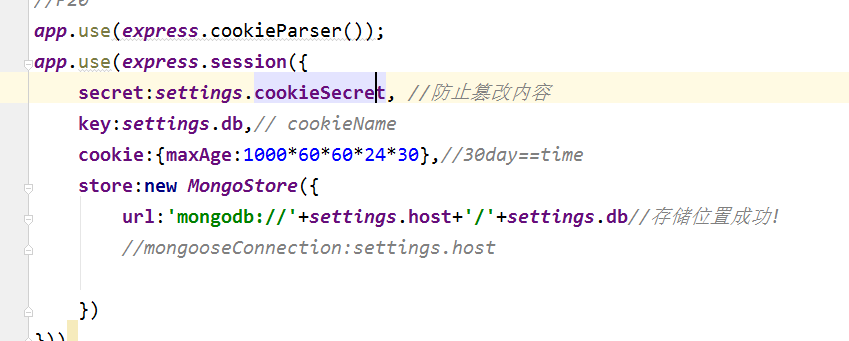 //P20
app.use(express.cookieParser());
app.use(express.session({
secret:settings.cookieSecret, //防止篡改内容
key:settings.db,// cookieName
cookie:{maxAge:1000*60*60*24*30},//30day==time
store:new MongoStore({
url:'mongodb://'+settings.host+'/'+settings.db//存储位置成功!
//mongooseConnection:settings.host
})
}))